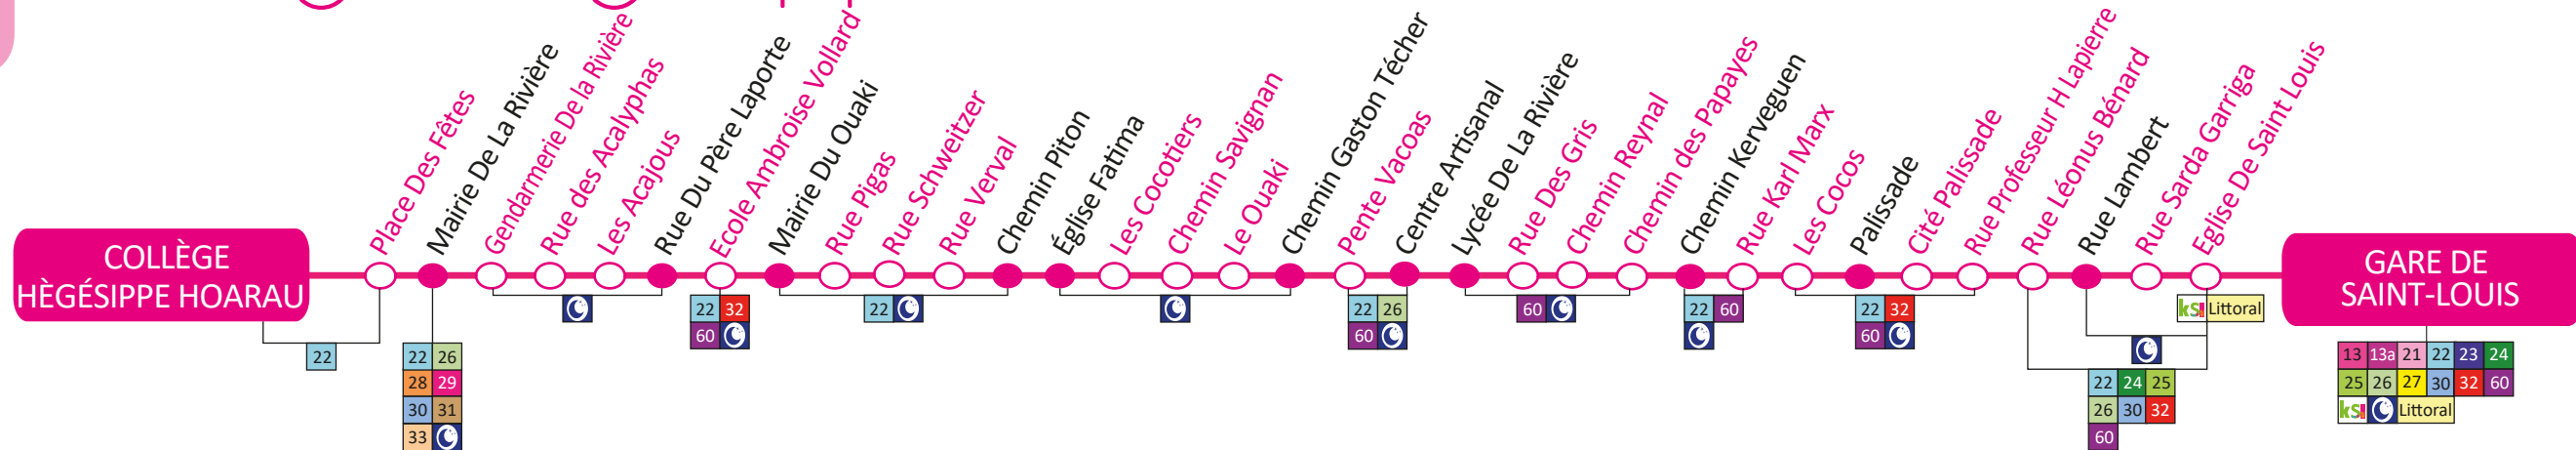 COLLÈGE
HÈGÉSIPPE HOARAU
Place Des Fêtes
Mairie De La Rivière
Gendarmerie De la Rivière
Rue des Acalyphas
Les Acajous
Rue Du Père Laporte
Ecole Ambroise Vollard
Mairie Du Ouaki
Rue Pigas
Rue Schweitzer
Rue Verval
Chemin Piton
Église Fatima
Les Cocotiers
Chemin Savignan
Le Ouaki
Chemin Gaston Técher
Pente Vacoas
Centre Artisanal
Lycée De La Rivière
Rue Des Gris
Chemin Reynal
Chemin des Papayes
Chemin Kerveguen
Rue Karl Marx
Les Cocos
Palissade
Cité Palissade
Rue Professeur H Lapierre
Rue Léonus Bénard
Rue Lambert
Rue Sarda Garriga
Eglise De Saint Louis
GARE DE
SAINT-LOUIS
22
22 26
28 29
30 31
33
22 32
60
22
22 26
60
60
22 60
22 32
60
ksi Littoral
22 24 25
26 30 32
60
13 13a 21 22 23 24
25 26 27 30 32 60
ksi Littoral